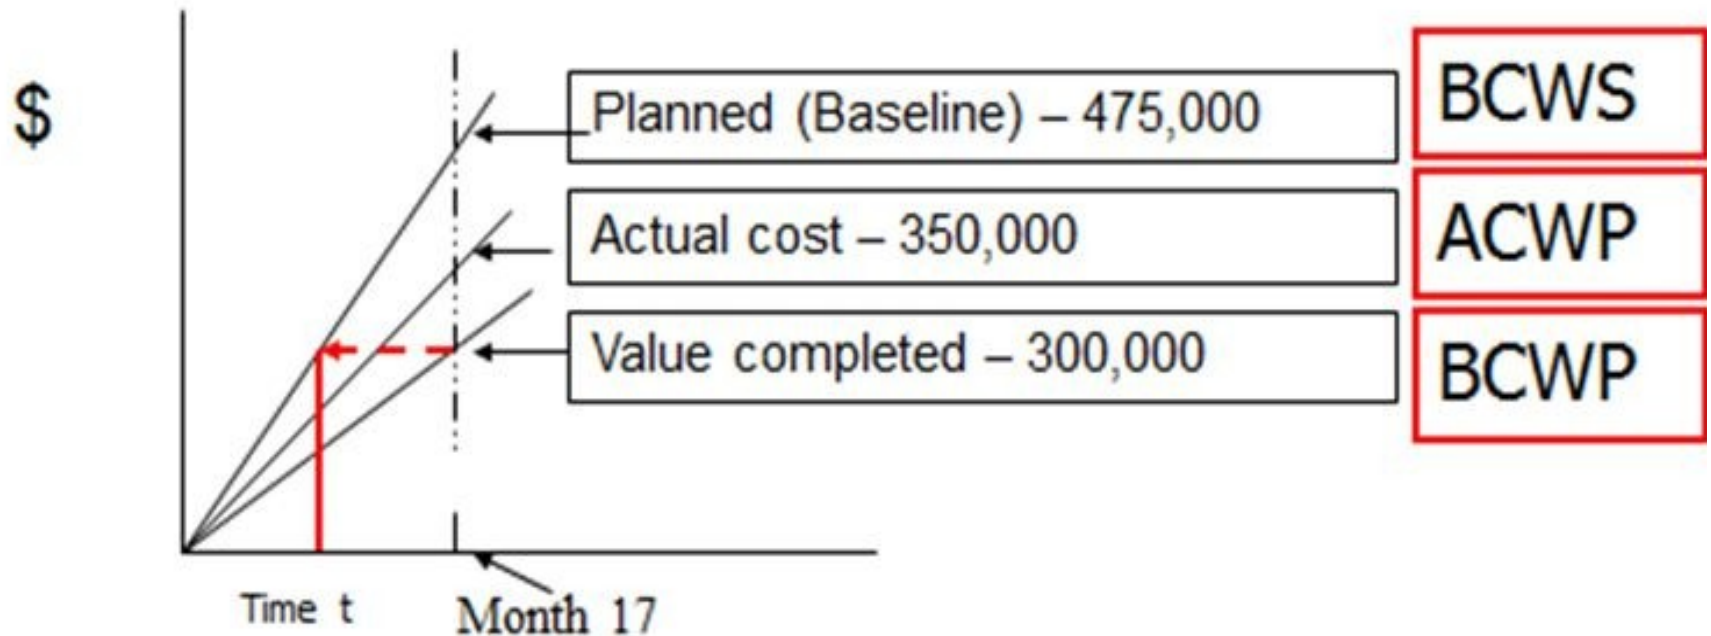 $
Planned (Baseline) – 475,000
BCWS
Actual cost – 350,000
ACWP
Value completed – 300,000
BCWP
Time t
Month 17